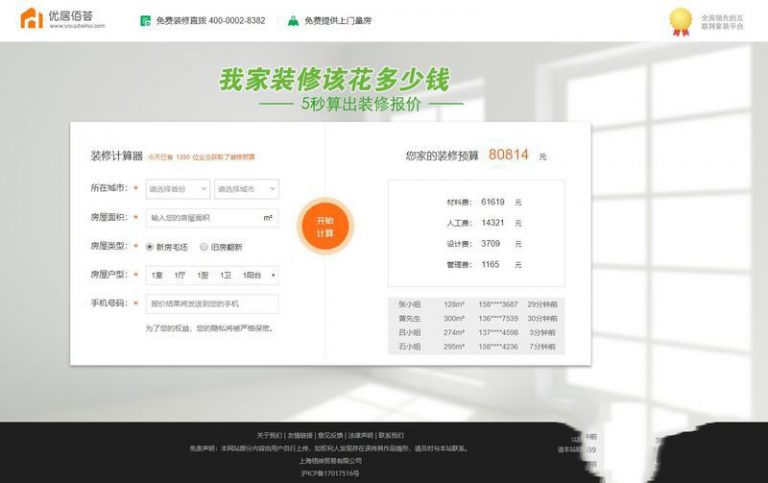 优居佰荟
www.youjubaihui.com
免费装修直拨 400-0002-8382
免费提供上门量房
全国领先的互
联网家装平台
我家装修该花多少钱
5秒算出装修报价
装修计算器 今天已有 1350 位业主获取了装修预算
所在城市： * 请选择省份 请选择城市
房屋面积： * 输入您的房屋面积 m²
房屋类型： * 新房毛坯 旧房翻新
房屋户型： * 1室 1厅 1厨 1卫 1阳台
手机号码： * 报价结果将发送到您的手机
为了您的权益，您的隐私将被严格保密。
开始
计算
您家的装修预算 80814 元
材料费： 61619 元
人工费： 14321 元
设计费： 3709 元
管理费： 1165 元
张小姐 128m² 158****3687 29分钟前
黄先生 300m² 136****7539 30分钟前
吕小姐 274m² 137****4598 3分钟前
石小姐 295m² 158****4236 7分钟前
关于我们 | 友情链接 | 意见反馈 | 法律声明 | 联系我们
免责声明：本网站部分内容由用户自行上传，如权利人发现存在误传其作品情形，请及时与本站联系。
贸易有限公司
沪ICP备17017516号